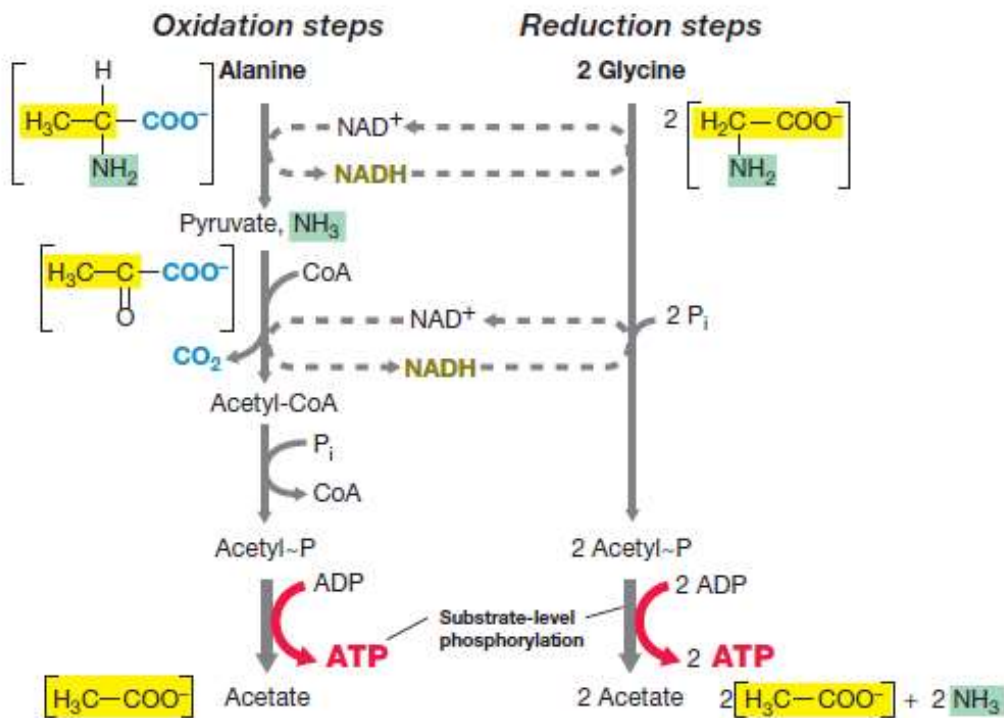 Oxidation steps Reduction steps
H Alanine 2 Glycine
H₃C—C—COO⁻ NAD⁺ 2 H₂C—COO⁻
NH₂ NADH NH₂
Pyruvate, NH₃
H₃C—C—COO⁻ CoA
O NAD⁺ 2 Pᵢ
CO₂ NADH
Acetyl-CoA
Pᵢ
CoA
Acetyl~P 2 Acetyl~P
ADP 2 ADP
Substrate-level
phosphorylation
ATP 2 ATP
H₃C—COO⁻ Acetate 2 Acetate 2 H₃C—COO⁻ + 2 NH₃